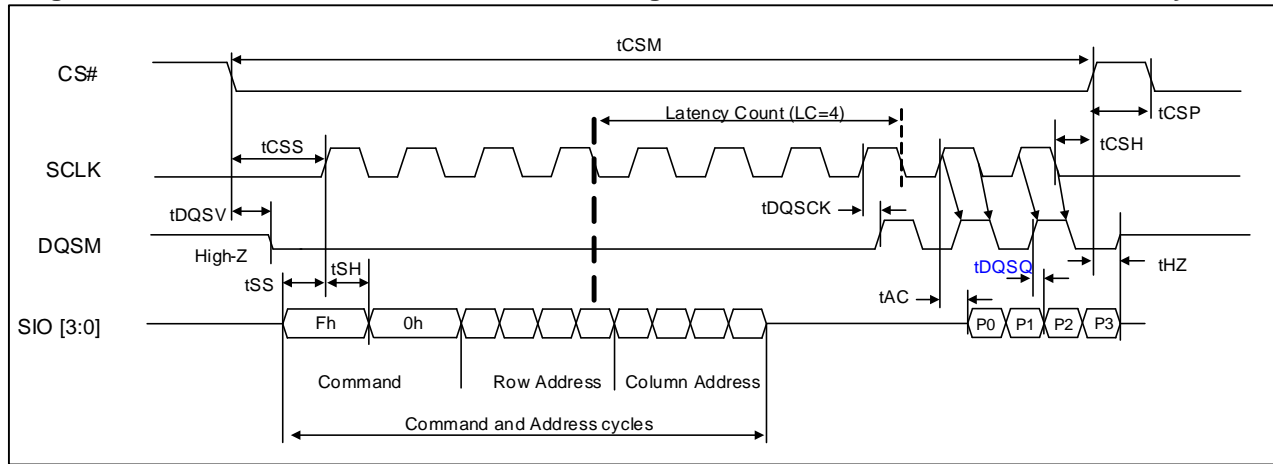 tCSM
CS#
Latency Count (LC=4)
tCSP
tCSS
tCSH
SCLK
tDQSCK
tDQSV
DQSM
High-Z
tDQSQ
tSH
tSS
tHZ
tAC
SIO [3:0]
Fh
0h
P0
P1
P2
P3
Command
Row Address
Column Address
Command and Address cycles